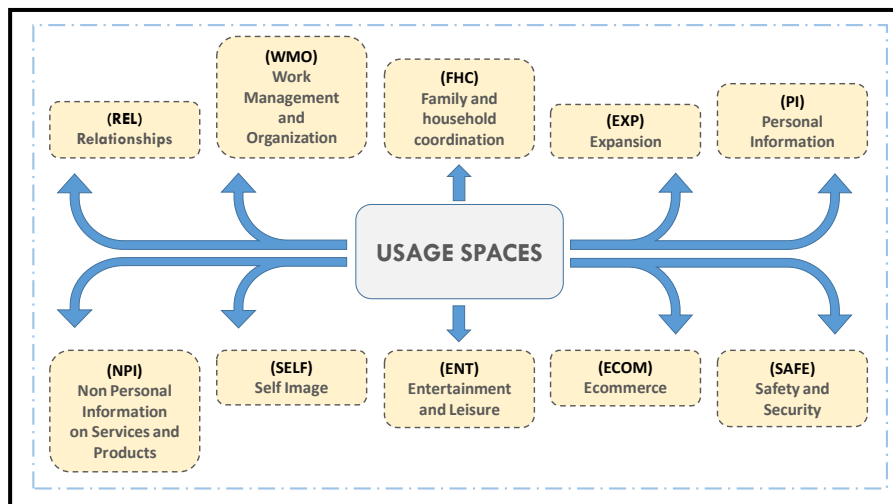 (REL)
Relationships
(WMO)
Work
Management
and
Organization
(FHC)
Family and
household
coordination
(EXP)
Expansion
(PI)
Personal
Information
USAGE SPACES
(NPI)
Non Personal
Information
on Services and
Products
(SELF)
Self Image
(ENT)
Entertainment
and Leisure
(ECOM)
Ecommerce
(SAFE)
Safety and
Security